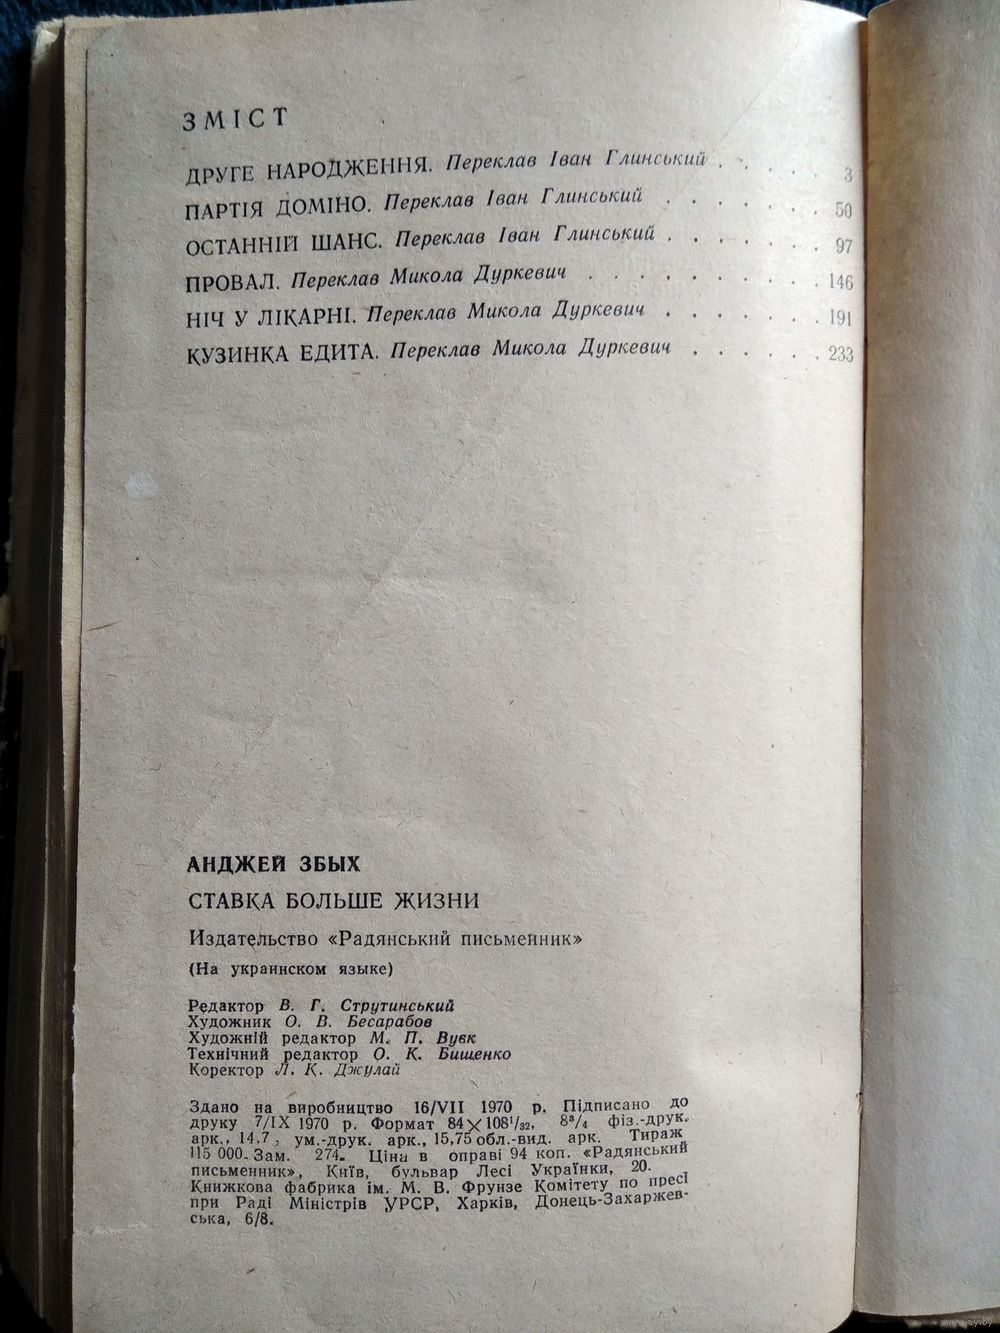 ЗМІСТ
ДРУГЕ НАРОДЖЕННЯ. Переклав Іван Глинський . . . . . . 3
ПАРТІЯ ДОМІНО. Переклав Іван Глинський . . . . . . . 50
ОСТАННІЙ ШАНС. Переклав Іван Глинський . . . . . . . 97
ПРОВАЛ. Переклав Микола Дуркевич . . . . . . . . . 146
НІЧ У ЛІКАРНІ. Переклав Микола Дуркевич . . . . . . . 191
КУЗИНКА ЕДИТА. Переклав Микола Дуркевич . . . . . . 233
АНДЖЕЙ ЗБЫХ
СТАВКА БОЛЬШЕ ЖИЗНИ
Издательство «Радянський письменник»
(На украинском языке)
Редактор В. Г. Струтинський
Художник О. В. Бесарабов
Художній редактор М. П. Вуек
Технічний редактор О. К. Бищенко
Коректор Л. К. Джулай
Здано на виробництво 16/VII 1970 р. Підписано до
друку 7/IX 1970 р. Формат 84×108¹/₃₂, 8³/₄ фіз.-друк.
арк., 14,7, ум.-друк. арк., 15,75 обл.-вид. арк. Тираж
115 000. Зам. 274. Ціна в оправі 94 коп. «Радянський
письменник», Київ, бульвар Лесі Українки, 20.
Книжкова фабрика ім. М. В. Фрунзе Комітету по пресі
при Раді Міністрів УРСР, Харків, Донець-Захаржев-
ська, 6/8.
www.ay.by